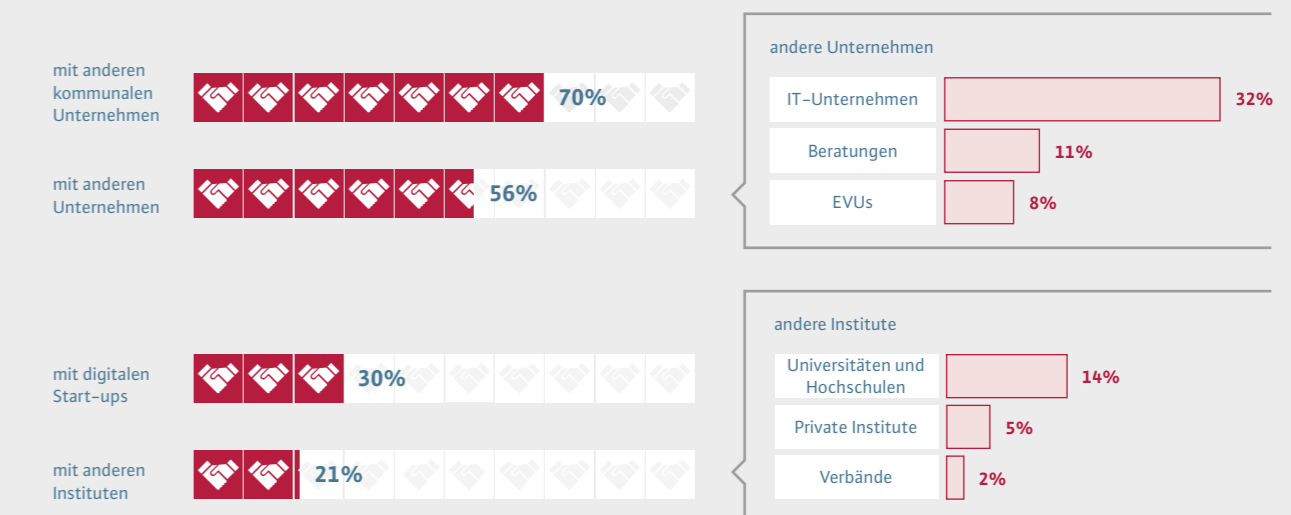 mit anderen
kommunalen
Unternehmen
70%
mit anderen
Unternehmen
56%
andere Unternehmen
IT-Unternehmen
32%
Beratungen
11%
EVUs
8%
mit digitalen
Start-ups
30%
mit anderen
Instituten
21%
andere Institute
Universitäten und
Hochschulen
14%
Private Institute
5%
Verbände
2%